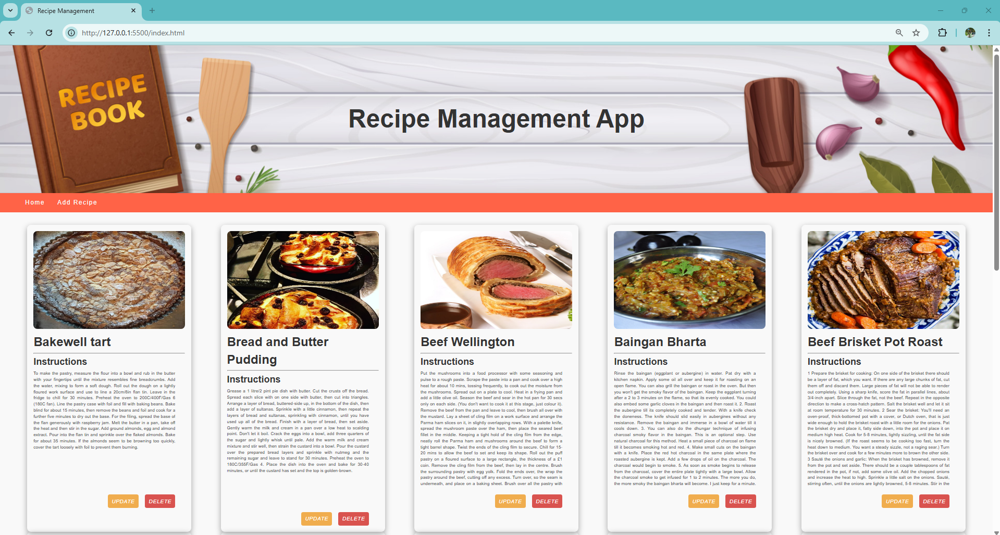 Recipe Management
http://127.0.0.1:5500/index.html
RECIPE
BOOK
Recipe Management App
Home
Add Recipe
Bakewell tart
Instructions
To make the pastry, measure the flour into a bowl and rub in the butter
with your fingertips until the mixture resembles fine breadcrumbs. Add
the water, mixing to form a soft dough. Roll out the dough on a lightly
floured work surface and use to line a 20cm/8in flan tin. Leave in the
fridge to chill for 30 minutes. Preheat the oven to 200C/400F/Gas 6
(180C fan). Line the pastry case with foil and fill with baking beans. Bake
blind for about 15 minutes, then remove the beans and foil and cook for a
further five minutes to dry out the base. For the filing, spread the base of
the flan generously with raspberry jam. Melt the butter in a pan, take off
the heat and then stir in the sugar. Add ground almonds, egg and almond
extract. Pour into the flan tin and sprinkle over the flaked almonds. Bake
for about 35 minutes. If the almonds seem to be browning too quickly,
cover the tart loosely with foil to prevent them burning.
UPDATE
DELETE
Bread and Butter
Pudding
Instructions
Grease a 1 litre/2 pint pie dish with butter. Cut the crusts off the bread.
Spread each slice with on one side with butter, then cut into triangles.
Arrange a layer of bread, buttered-side up, in the bottom of the dish, then
add a layer of sultanas. Sprinkle with a little cinnamon, then repeat the
layers of bread and sultanas, sprinkling with cinnamon, until you have
used up all of the bread. Finish with a layer of bread, then set aside.
Gently warm the milk and cream in a pan over a low heat to scalding
point. Don't let it boil. Crack the eggs into a bowl, add three quarters of
the sugar and lightly whisk until pale. Add the warm milk and cream
mixture and stir well, then strain the custard into a bowl. Pour the custard
over the prepared bread layers and sprinkle with nutmeg and the
remaining sugar and leave to stand for 30 minutes. Preheat the oven to
180C/355F/Gas 4. Place the dish into the oven and bake for 30-40
minutes, or until the custard has set and the top is golden-brown.
UPDATE
DELETE
Beef Wellington
Instructions
Put the mushrooms into a food processor with some seasoning and
pulse to a rough paste. Scrape the paste into a pan and cook over a high
heat for about 10 mins, tossing frequently, to cook out the moisture from
the mushrooms. Spread out on a plate to cool. Heat in a frying pan and
add a little olive oil. Season the beef and sear in the hot pan for 30 secs
only on each side. (You don't want to cook it at this stage, just colour it).
Remove the beef from the pan and leave to cool, then brush all over with
the mustard. Lay a sheet of cling film on a work surface and arrange the
Parma ham slices on it, in slightly overlapping rows. With a palette knife,
spread the mushroom paste over the ham, then place the seared beef
fillet in the middle. Keeping a tight hold of the cling film from the edge,
neatly roll the Parma ham and mushrooms around the beef to form a
tight barrel shape. Twist the ends of the cling film to secure. Chill for 15-
20 mins to allow the beef to set and keep its shape. Roll out the puff
pastry on a floured surface to a large rectangle, the thickness of a £1
coin. Remove the cling film from the beef, then lay in the centre. Brush
the surrounding pastry with egg yolk. Fold the ends over, the wrap the
pastry around the beef, cutting off any excess. Turn over, so the seam is
underneath, and place on a baking sheet. Brush over all the pastry with
UPDATE
DELETE
Baingan Bharta
Instructions
Rinse the baingan (eggplant or aubergine) in water. Pat dry with a
kitchen napkin. Apply some oil all over and keep it for roasting on an
open flame. You can also grill the baingan or roast in the oven. But then
you won't get the smoky flavor of the baingan. Keep the eggplant turning
after a 2 to 3 minutes on the flame, so that its evenly cooked. You could
also embed some garlic cloves in the baingan and then roast it. 2. Roast
the aubergine till its completely cooked and tender. With a knife check
the doneness. The knife should slid easily in aubergines without any
resistance. Remove the baingan and immerse in a bowl of water till it
cools down. 3. You can also do the dhungar technique of infusing
charcoal smoky flavor in the baingan. This is an optional step. Use
natural charcoal for this method. Heat a small piece of charcoal on flame
till it becomes smoking hot and red. 4. Make small cuts on the baingan
with a knife. Place the red hot charcoal in the same plate where the
roasted aubergine is kept. Add a few drops of oil on the charcoal. The
charcoal would begin to smoke. 5. As soon as smoke begins to release
from the charcoal, cover the entire plate tightly with a large bowl. Allow
the charcoal smoke to get infused for 1 to 2 minutes. The more you do,
the more smoky the baingan bharta will become. I just keep for a minute.
UPDATE
DELETE
Beef Brisket Pot Roast
Instructions
1 Prepare the brisket for cooking: On one side of the brisket there should
be a layer of fat, which you want. If there are any large chunks of fat, cut
them off and discard them. Large pieces of fat will not be able to render
out completely. Using a sharp knife, score the fat in parallel lines, about
3/4-inch apart. Slice through the fat, not the beef. Repeat in the opposite
direction to make a cross-hatch pattern. Salt the brisket well and let it sit
at room temperature for 30 minutes. 2 Sear the brisket: You'll need an
oven-proof, thick-bottomed pot with a cover, or Dutch oven, that is just
wide enough to hold the brisket roast with a little room for the onions. Pat
the brisket dry and place it, fatty side down, into the pot and place it on
medium high heat. Cook for 5-8 minutes, lightly sizzling, until the fat side
is nicely browned. (If the roast seems to be cooking too fast, turn the
heat down to medium. You want a steady sizzle, not a raging sear.) Turn
the brisket over and cook for a few minutes more to brown the other side.
3 Sauté the onions and garlic: When the brisket has browned, remove it
from the pot and set aside. There should be a couple tablespoons of fat
rendered in the pot, if not, add some olive oil. Add the chopped onions
and increase the heat to high. Sprinkle a little salt on the onions. Sauté,
stirring often, until the onions are lightly browned, 5-8 minutes. Stir in the
UPDATE
DELETE